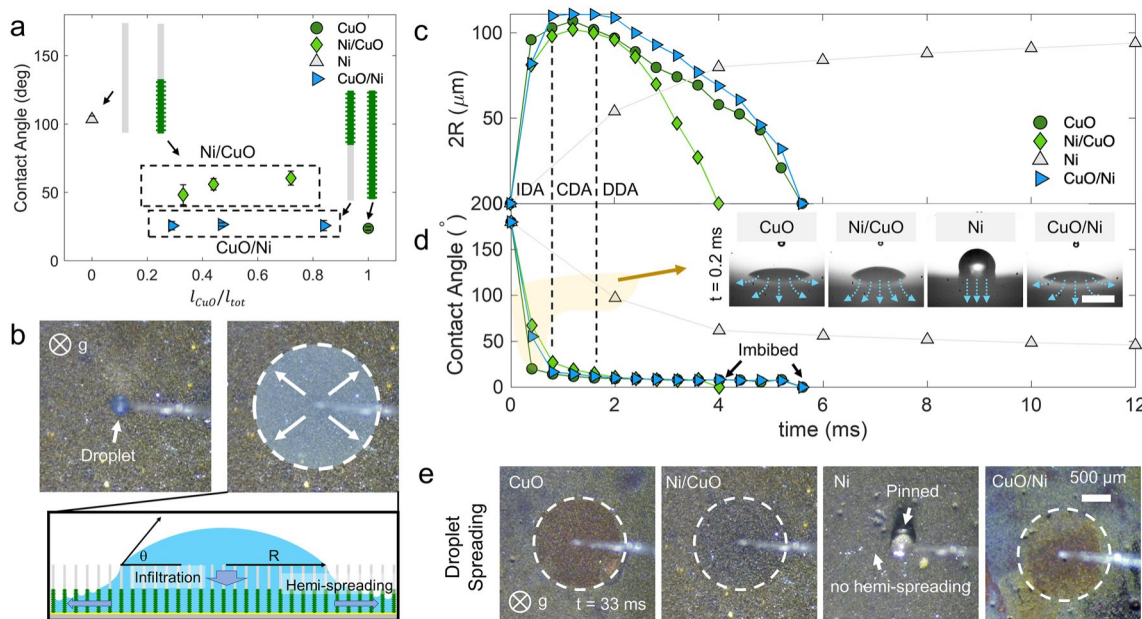 a
Contact Angle (deg)
150
100
50
0
0
0.2
0.4
0.6
0.8
1
l_CuO/l_tot
CuO
Ni/CuO
Ni
CuO/Ni
Ni/CuO
CuO/Ni
b
g
Droplet
θ
R
Infiltration
Hemi-spreading
c
2R (μm)
100
50
IDA
CDA
DDA
CuO
Ni/CuO
Ni
CuO/Ni
d
Contact Angle (°)
200
150
100
50
0
t = 0.2 ms
CuO
Ni/CuO
Ni
CuO/Ni
Imbibed
0
2
4
6
8
10
12
time (ms)
e
Droplet
Spreading
CuO
g
t = 33 ms
Ni/CuO
Ni
Pinned
no hemi-spreading
CuO/Ni
500 μm